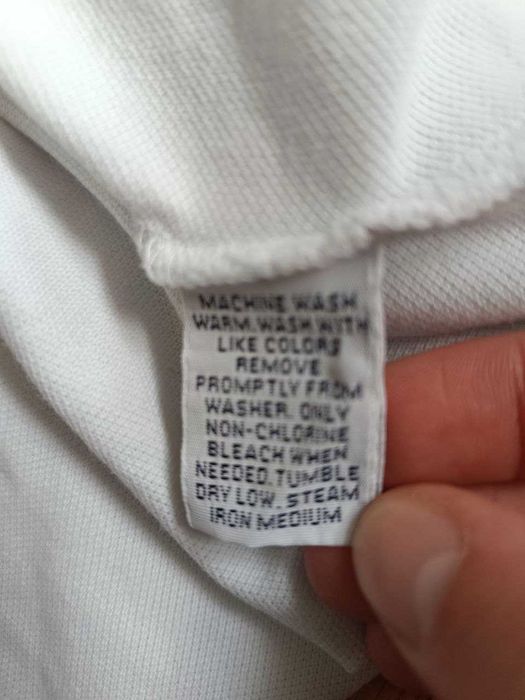 MACHINE WASH
WARM. WASH WITH
LIKE COLORS
REMOVE
PROMPTLY FROM
WASHER. ONLY
NON-CHLORINE
BLEACH WHEN
NEEDED. TUMBLE
DRY LOW. STEAM
IRON MEDIUM